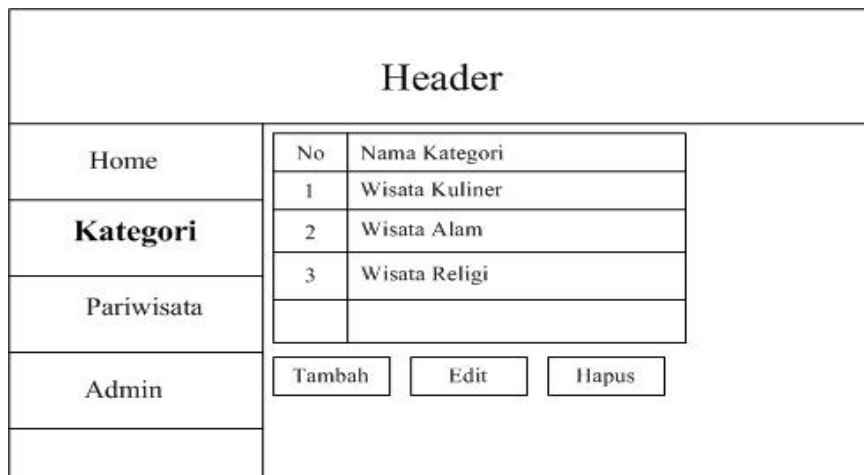 Header
Home
Kategori
Pariwisata
Admin
No Nama Kategori
1 Wisata Kuliner
2 Wisata Alam
3 Wisata Religi
Tambah Edit Hapus